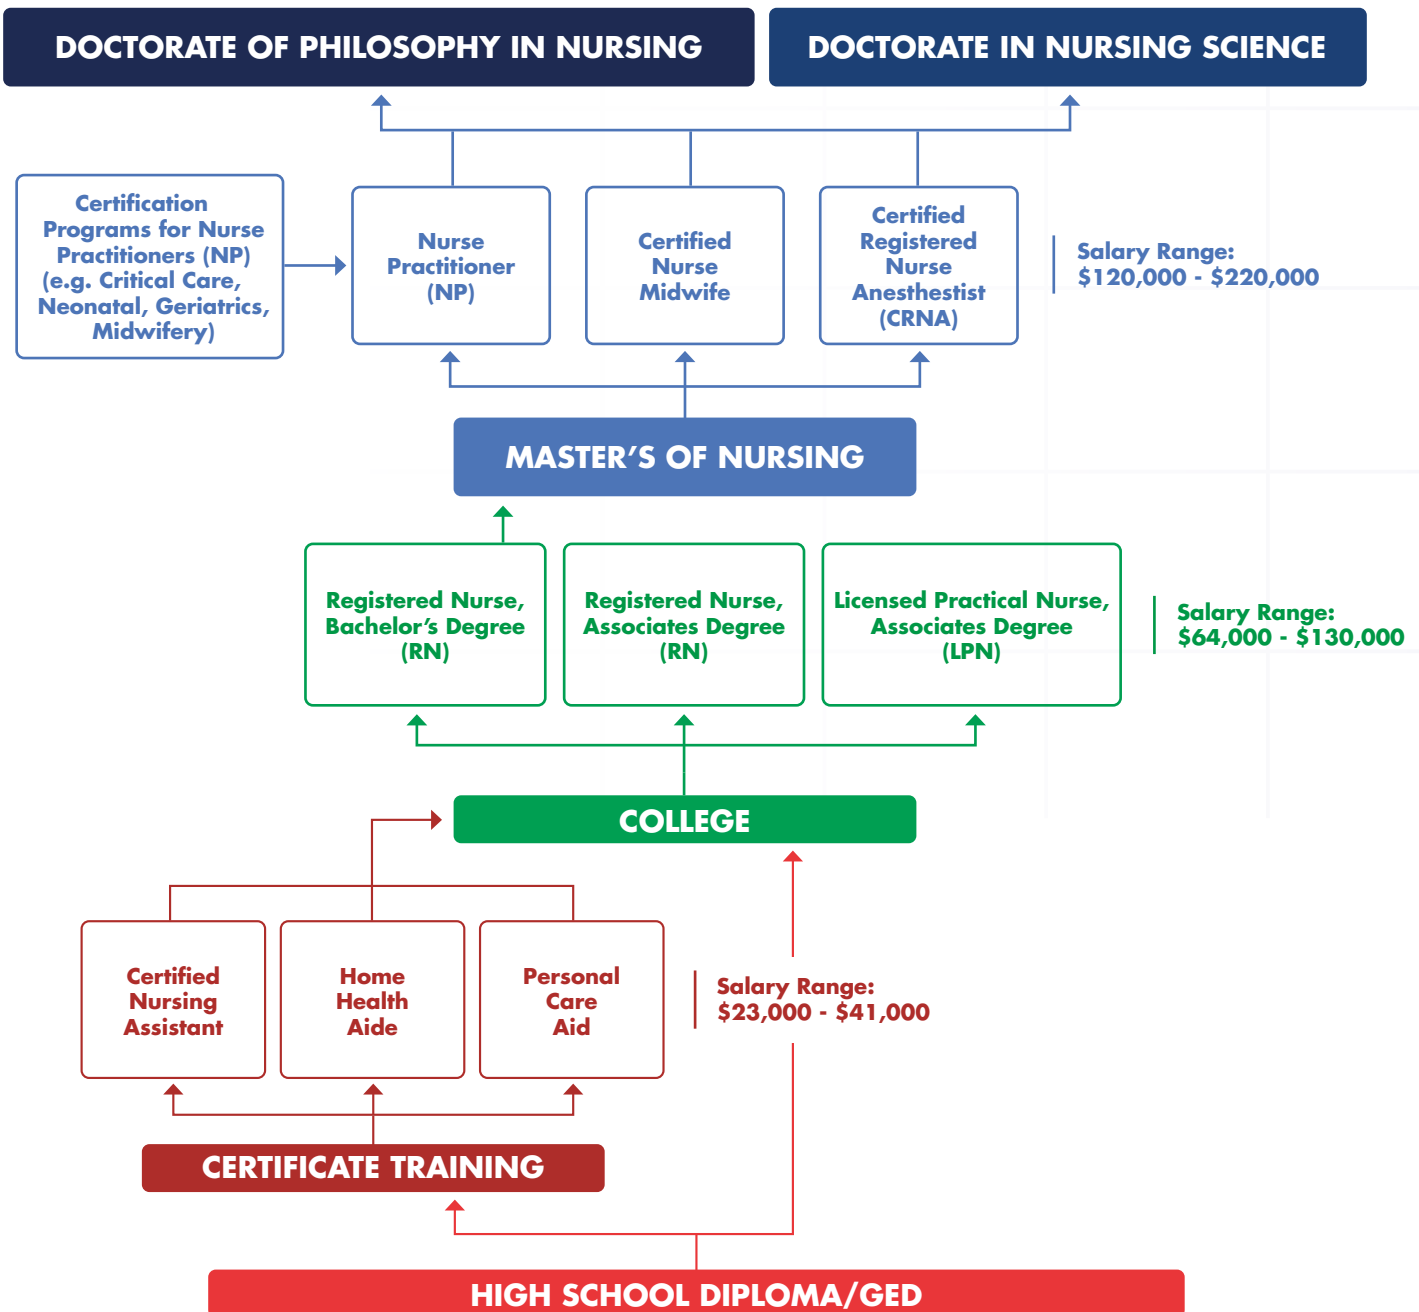 DOCTORATE OF PHILOSOPHY IN NURSING
DOCTORATE IN NURSING SCIENCE
Certification
Programs for Nurse
Practitioners (NP)
(e.g. Critical Care,
Neonatal, Geriatrics,
Midwifery)
Nurse
Practitioner
(NP)
Certified
Nurse
Midwife
Certified
Registered
Nurse
Anesthestist
(CRNA)
Salary Range:
$120,000 - $220,000
MASTER’S OF NURSING
Registered Nurse,
Bachelor’s Degree
(RN)
Registered Nurse,
Associates Degree
(RN)
Licensed Practical Nurse,
Associates Degree
(LPN)
Salary Range:
$64,000 - $130,000
COLLEGE
Certified
Nursing
Assistant
Home
Health
Aide
Personal
Care
Aid
Salary Range:
$23,000 - $41,000
CERTIFICATE TRAINING
HIGH SCHOOL DIPLOMA/GED